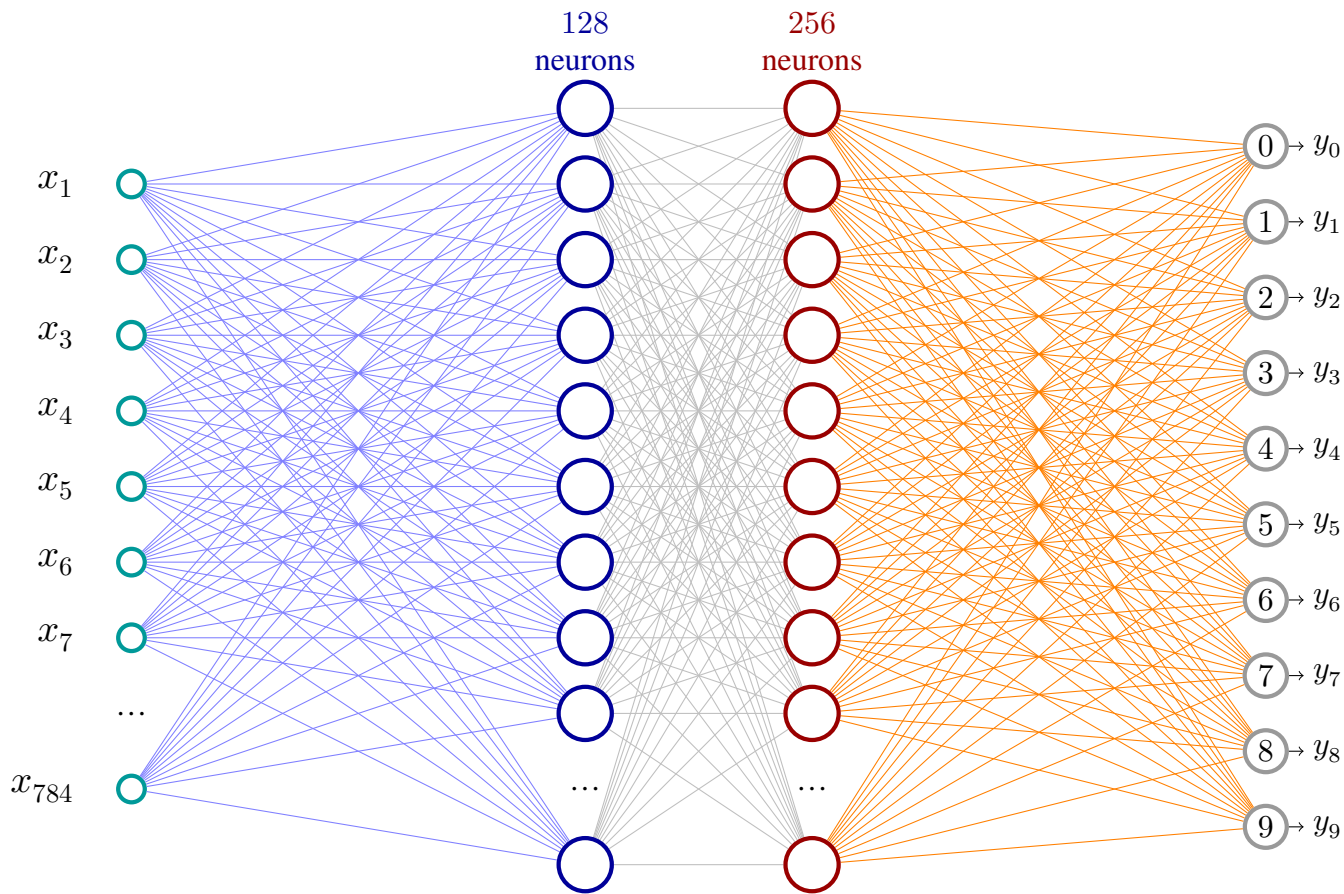 128
neurons
256
neurons
x₁
x₂
x₃
x₄
x₅
x₆
x₇
...
x₇₈₄
...
...
0 → y₀
1 → y₁
2 → y₂
3 → y₃
4 → y₄
5 → y₅
6 → y₆
7 → y₇
8 → y₈
9 → y₉